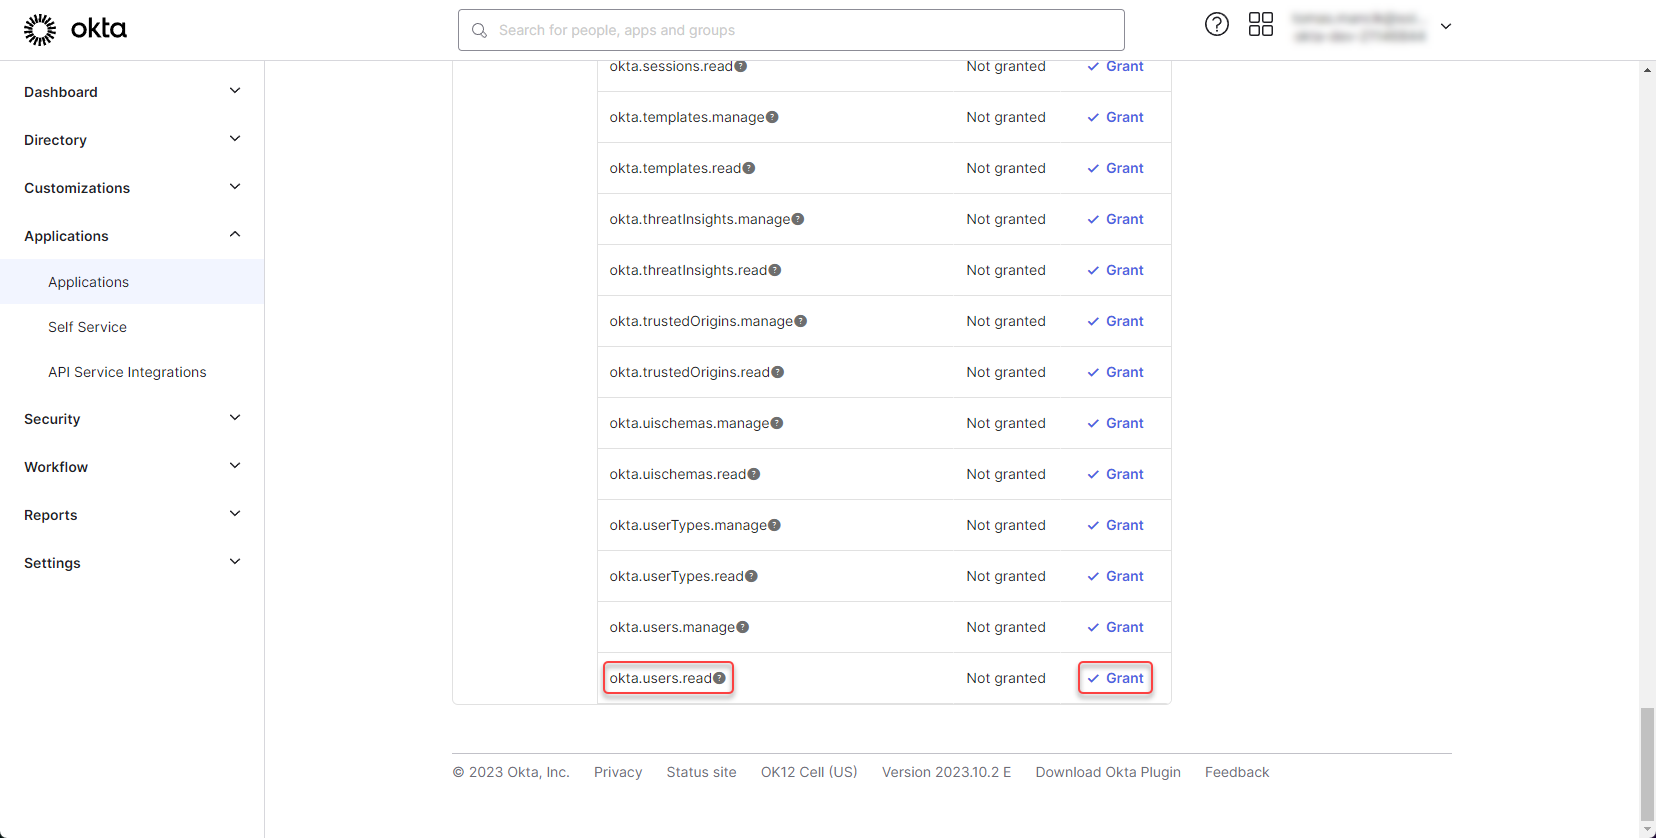 okta
Search for people, apps and groups
Dashboard
Directory
Customizations
Applications
Applications
Self Service
API Service Integrations
Security
Workflow
Reports
Settings
okta.sessions.read Not granted Grant
okta.templates.manage Not granted Grant
okta.templates.read Not granted Grant
okta.threatInsights.manage Not granted Grant
okta.threatInsights.read Not granted Grant
okta.trustedOrigins.manage Not granted Grant
okta.trustedOrigins.read Not granted Grant
okta.uischemas.manage Not granted Grant
okta.uischemas.read Not granted Grant
okta.userTypes.manage Not granted Grant
okta.userTypes.read Not granted Grant
okta.users.manage Not granted Grant
okta.users.read Not granted Grant
© 2023 Okta, Inc. Privacy Status site OK12 Cell (US) Version 2023.10.2 E Download Okta Plugin Feedback